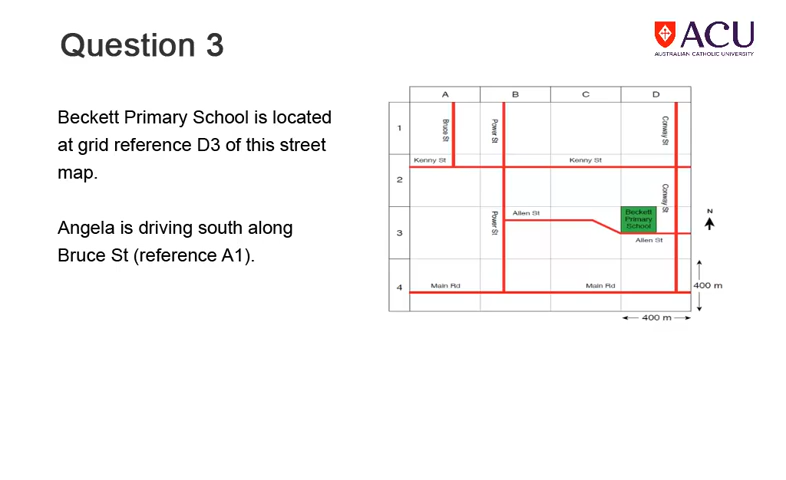 Question 3
ACU
AUSTRALIAN CATHOLIC UNIVERSITY
Beckett Primary School is located
at grid reference D3 of this street
map.
Angela is driving south along
Bruce St (reference A1).
A B C D
1
Bruce St
Power St
Conway St
Kenny St
Kenny St
2
Conway St
Power St
Allen St
Beckett
Primary
School
N
3
Allen St
4
Main Rd
Main Rd
400 m
400 m